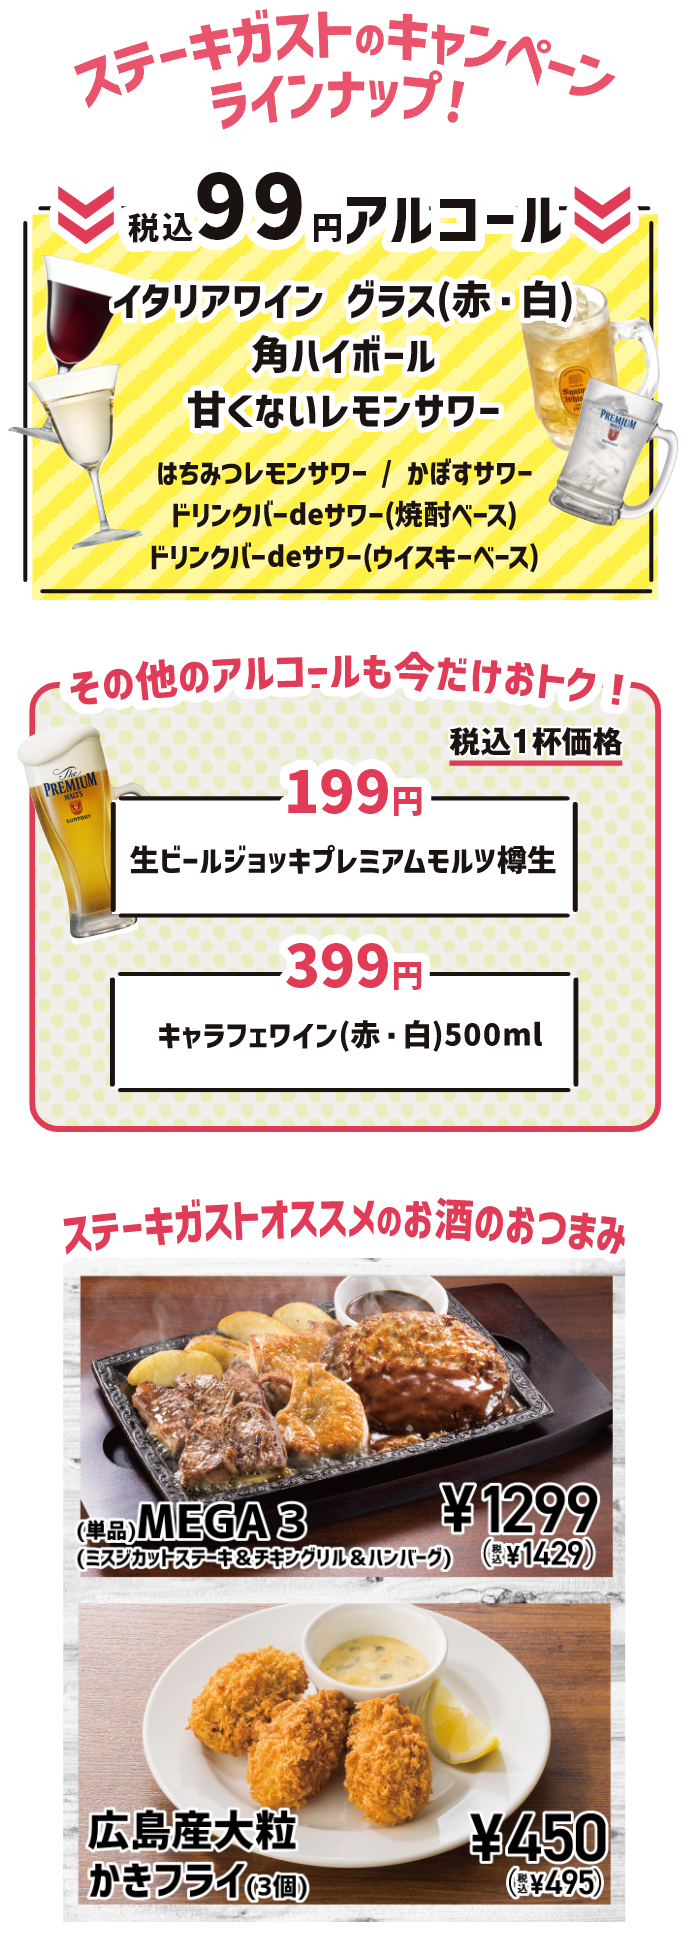 ステーキガストのキャンペーン
ラインナップ！
税込99円アルコール
イタリアワイン グラス(赤・白)
角ハイボール
甘くないレモンサワー
はちみつレモンサワー / かぼすサワー
ドリンクバーdeサワー(焼酎ベース)
ドリンクバーdeサワー(ウイスキーベース)
PREMIUM
MALT'S
SUNTORY
その他のアルコールも今だけおトク！
税込1杯価格
The
PREMIUM
MALT'S
SUNTORY
199円
生ビールジョッキプレミアムモルツ樽生
399円
キャラフェワイン(赤・白)500ml
ステーキガストオススメのお酒のおつまみ
(単品)MEGA 3 ¥1299
(ミスジカットステーキ＆チキングリル＆ハンバーグ) (税込¥1429)
広島産大粒 ¥450
かきフライ(3個) (税込¥495)